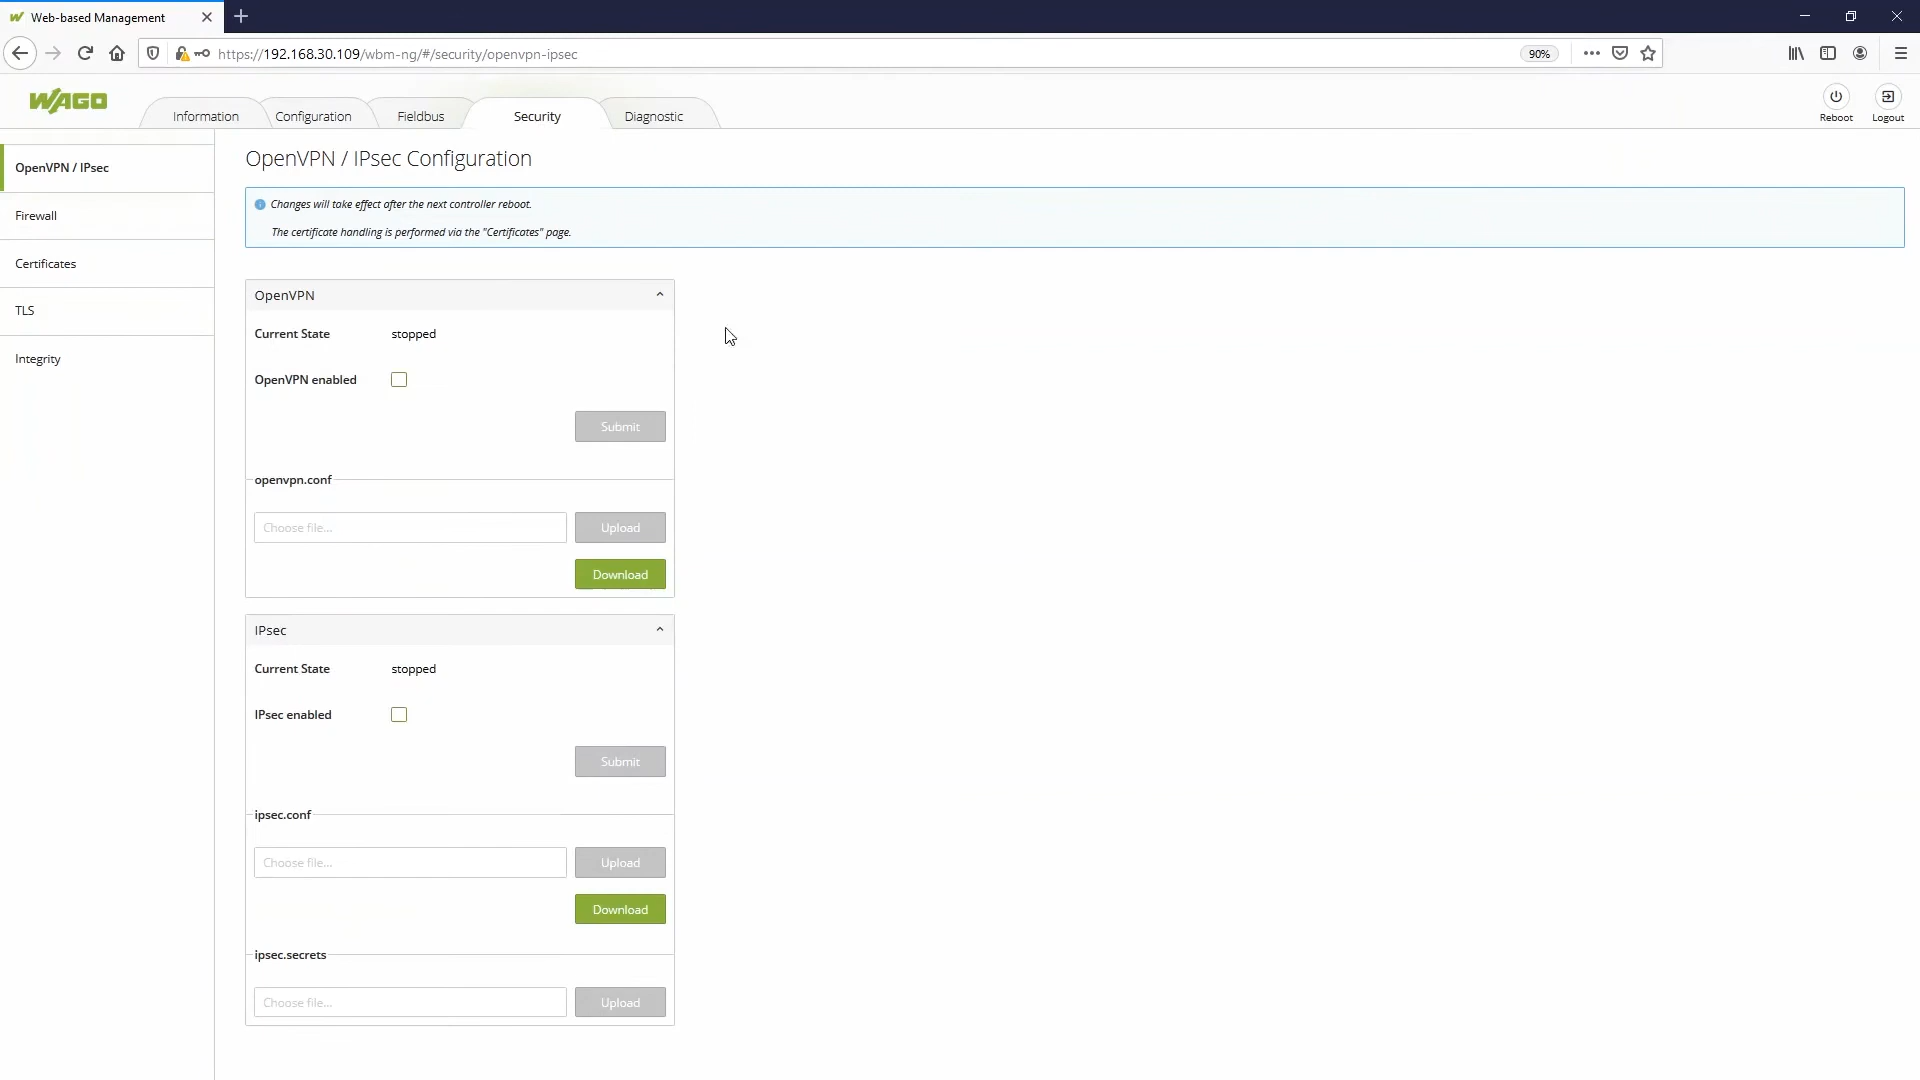 Web-based Management
https://192.168.30.109/wbm-ng/#/security/openvpn-ipsec
90%
WAGO
Information
Configuration
Fieldbus
Security
Diagnostic
Reboot
Logout
OpenVPN / IPsec
Firewall
Certificates
TLS
Integrity
OpenVPN / IPsec Configuration
Changes will take effect after the next controller reboot.
The certificate handling is performed via the "Certificates" page.
OpenVPN
Current State stopped
OpenVPN enabled
Submit
openvpn.conf
Choose file... Upload
Download
IPsec
Current State stopped
IPsec enabled
Submit
ipsec.conf
Choose file... Upload
Download
ipsec.secrets
Choose file... Upload